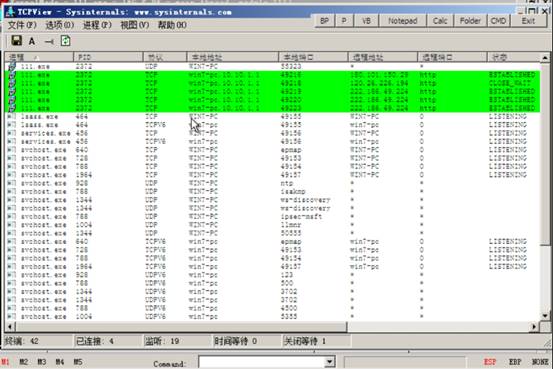 TCPView - Sysinternals: www.sysinternals.com
文件(F) 选项(O) 进程(P) 视图(V) 帮助(H)
BP P VB Notepad Calc Folder CMD Exit
A
进程 PID 协议 本地地址 本地端口 远程地址 远程端口 状态
111.exe 2372 UDP WIN7-PC 55323 * *
111.exe 2372 TCP win7-pc.10.10.1.1 49216 http ESTABLISHED
111.exe 2372 TCP win7-pc.10.10.1.1 49218 120.26.226.194 http CLOSE_WAIT
111.exe 2372 TCP win7-pc.10.10.1.1 49219 222.186.49.224 http ESTABLISHED
111.exe 2372 TCP win7-pc.10.10.1.1 49220 222.186.49.224 http ESTABLISHED
111.exe 2372 TCP win7-pc.10.10.1.1 49223 222.186.49.224 http ESTABLISHED
lsass.exe 464 TCP WIN7-PC 49155 WIN7-PC 0 LISTENING
lsass.exe 464 TCPV6 win7-pc 49155 win7-pc 0 LISTENING
services.exe 456 TCP WIN7-PC 49156 WIN7-PC 0 LISTENING
services.exe 456 TCPV6 win7-pc 49156 win7-pc 0 LISTENING
svchost.exe 640 TCP WIN7-PC epmap WIN7-PC 0 LISTENING
svchost.exe 728 TCP WIN7-PC 49153 WIN7-PC 0 LISTENING
svchost.exe 788 TCP WIN7-PC 49154 WIN7-PC 0 LISTENING
svchost.exe 1964 TCP WIN7-PC 49157 WIN7-PC 0 LISTENING
svchost.exe 928 UDP WIN7-PC ntp * *
svchost.exe 788 UDP WIN7-PC isakmp * *
svchost.exe 1344 UDP WIN7-PC ws-discovery * *
svchost.exe 1344 UDP WIN7-PC ws-discovery * *
svchost.exe 788 UDP WIN7-PC ipsec-msft * *
svchost.exe 1004 UDP WIN7-PC llmnr * *
svchost.exe 1344 UDP WIN7-PC 50555 * *
svchost.exe 640 TCPV6 win7-pc epmap win7-pc 0 LISTENING
svchost.exe 728 TCPV6 win7-pc 49153 win7-pc 0 LISTENING
svchost.exe 788 TCPV6 win7-pc 49154 win7-pc 0 LISTENING
svchost.exe 1964 TCPV6 win7-pc 49157 win7-pc 0 LISTENING
svchost.exe 928 UDPV6 win7-pc 123 * *
svchost.exe 788 UDPV6 win7-pc 500 * *
svchost.exe 1344 UDPV6 win7-pc 3702 * *
svchost.exe 1344 UDPV6 win7-pc 3702 * *
svchost.exe 788 UDPV6 win7-pc 4500 * *
svchost.exe 1004 UDPV6 win7-pc 5355 * *
终端: 42 已连接: 4 监听: 19 时间等待 0 关闭等待 1
M1 M2 M3 M4 M5 Command: ESP EBP NONE